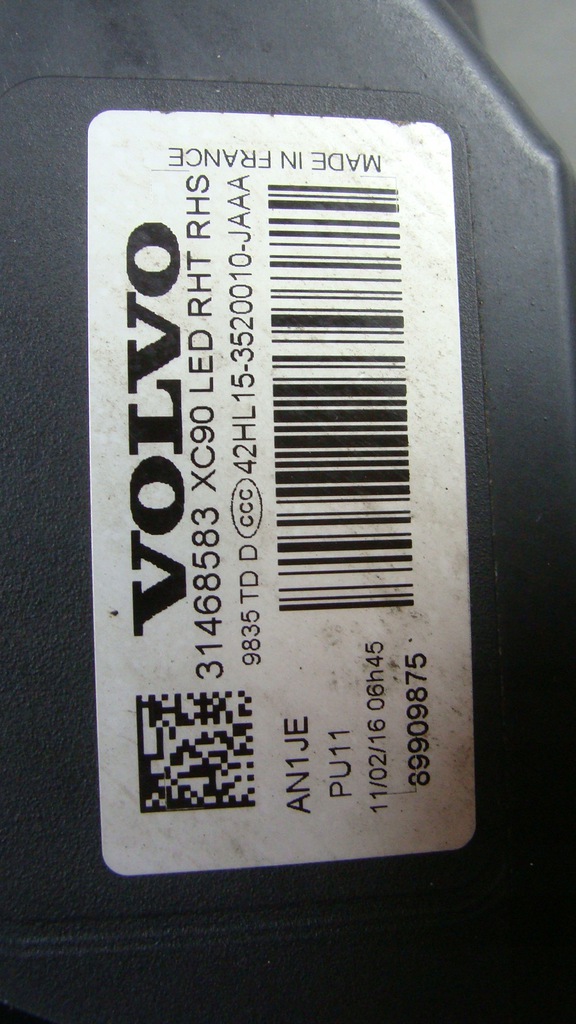 VOLVO
31468583 XC90 LED RHT RHS
9835 TD D CCC 42HL15-3520010-JAAA
MADE IN FRANCE
AN1JE
PU11
11/02/16 06h45
89909875